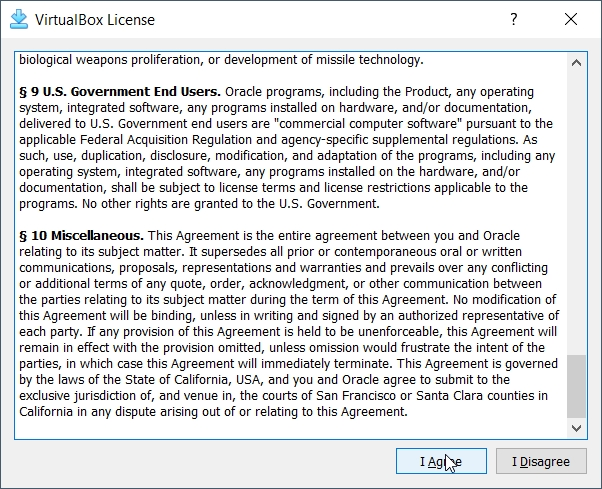 VirtualBox License
biological weapons proliferation, or development of missile technology.
§ 9 U.S. Government End Users. Oracle programs, including the Product, any operating
system, integrated software, any programs installed on hardware, and/or documentation,
delivered to U.S. Government end users are "commercial computer software" pursuant to the
applicable Federal Acquisition Regulation and agency-specific supplemental regulations. As
such, use, duplication, disclosure, modification, and adaptation of the programs, including any
operating system, integrated software, any programs installed on the hardware, and/or
documentation, shall be subject to license terms and license restrictions applicable to the
programs. No other rights are granted to the U.S. Government.
§ 10 Miscellaneous. This Agreement is the entire agreement between you and Oracle
relating to its subject matter. It supersedes all prior or contemporaneous oral or written
communications, proposals, representations and warranties and prevails over any conflicting
or additional terms of any quote, order, acknowledgment, or other communication between
the parties relating to its subject matter during the term of this Agreement. No modification of
this Agreement will be binding, unless in writing and signed by an authorized representative of
each party. If any provision of this Agreement is held to be unenforceable, this Agreement will
remain in effect with the provision omitted, unless omission would frustrate the intent of the
parties, in which case this Agreement will immediately terminate. This Agreement is governed
by the laws of the State of California, USA, and you and Oracle agree to submit to the
exclusive jurisdiction of, and venue in, the courts of San Francisco or Santa Clara counties in
California in any dispute arising out of or relating to this Agreement.
I Agree I Disagree